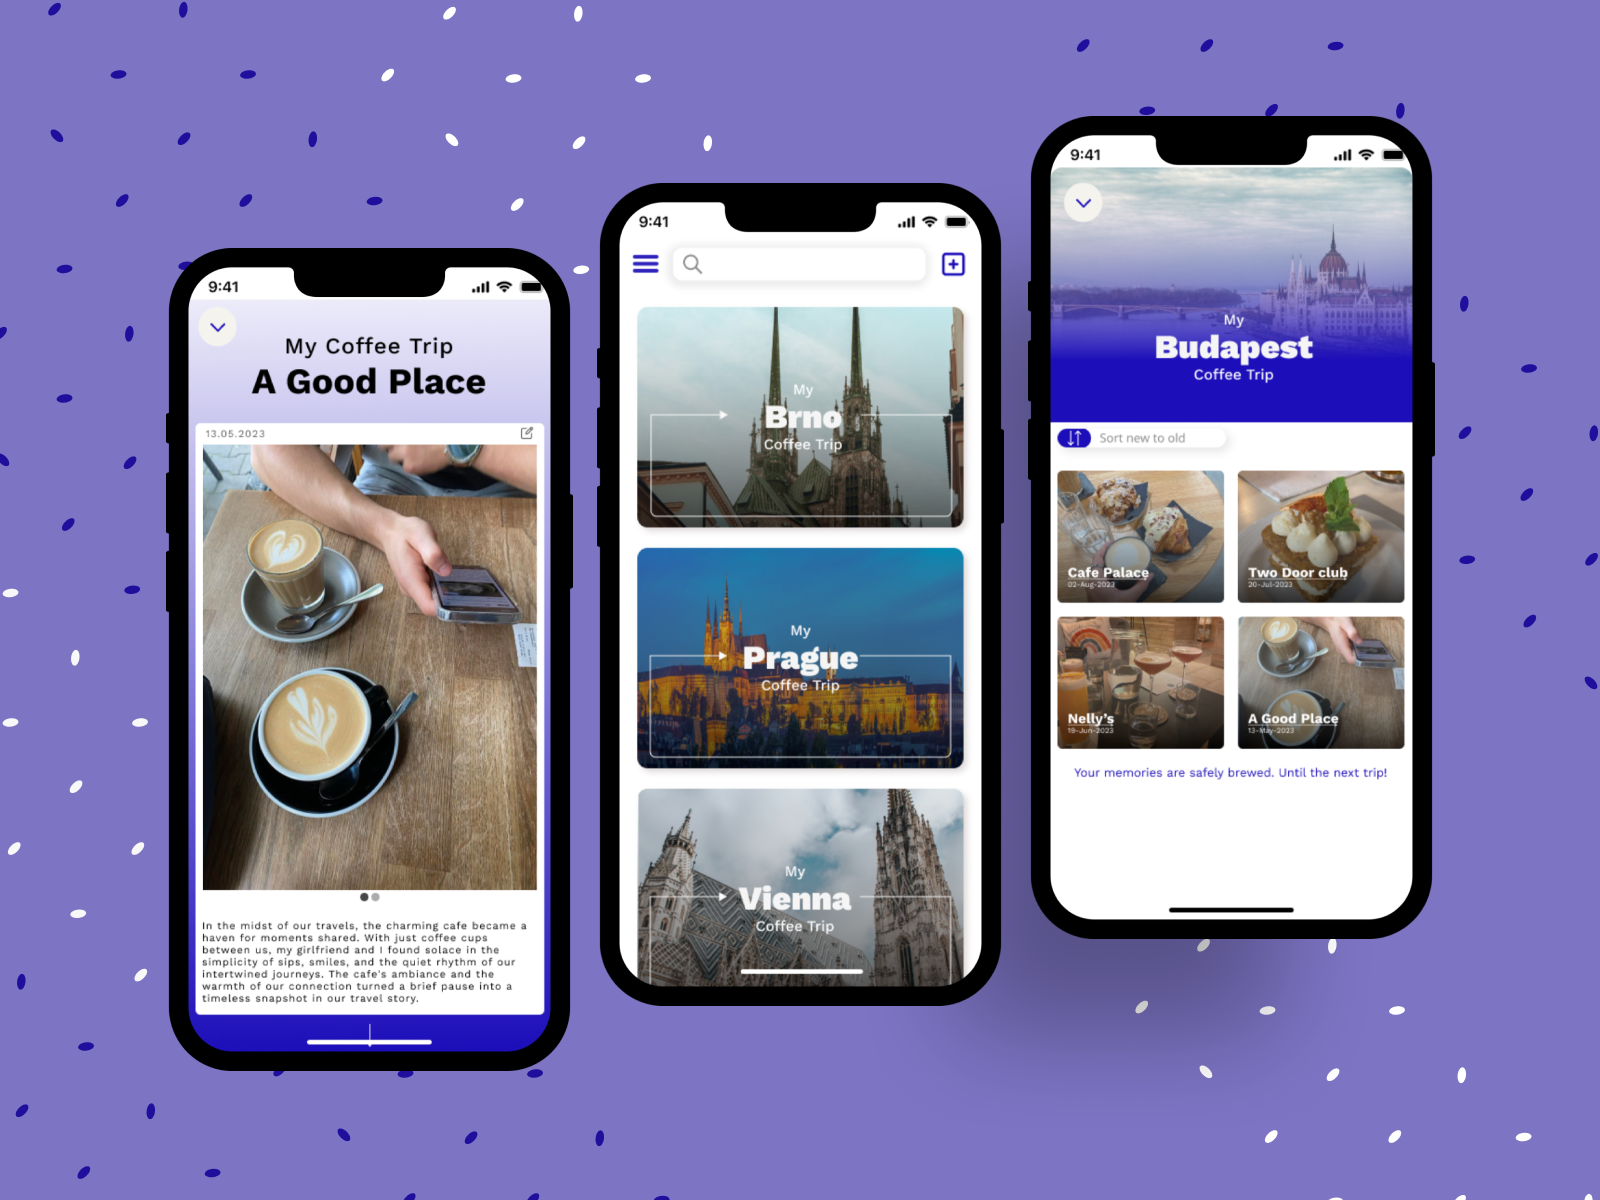 9:41
My Coffee Trip
A Good Place
13.05.2023
In the midst of our travels, the charming cafe became a
haven for moments shared. With just coffee cups
between us, my girlfriend and I found solace in the
simplicity of sips, smiles, and the quiet rhythm of our
intertwined journeys. The cafe's ambiance and the
warmth of our connection turned a brief pause into a
timeless snapshot in our travel story.
9:41
My
Brno
Coffee Trip
My
Prague
Coffee Trip
My
Vienna
Coffee Trip
9:41
My
Budapest
Coffee Trip
Sort new to old
Cafe Palace
02-Aug-2023
Two Door club
20-Jul-2023
Nelly's
19-Jun-2023
A Good Place
13-May-2023
Your memories are safely brewed. Until the next trip!